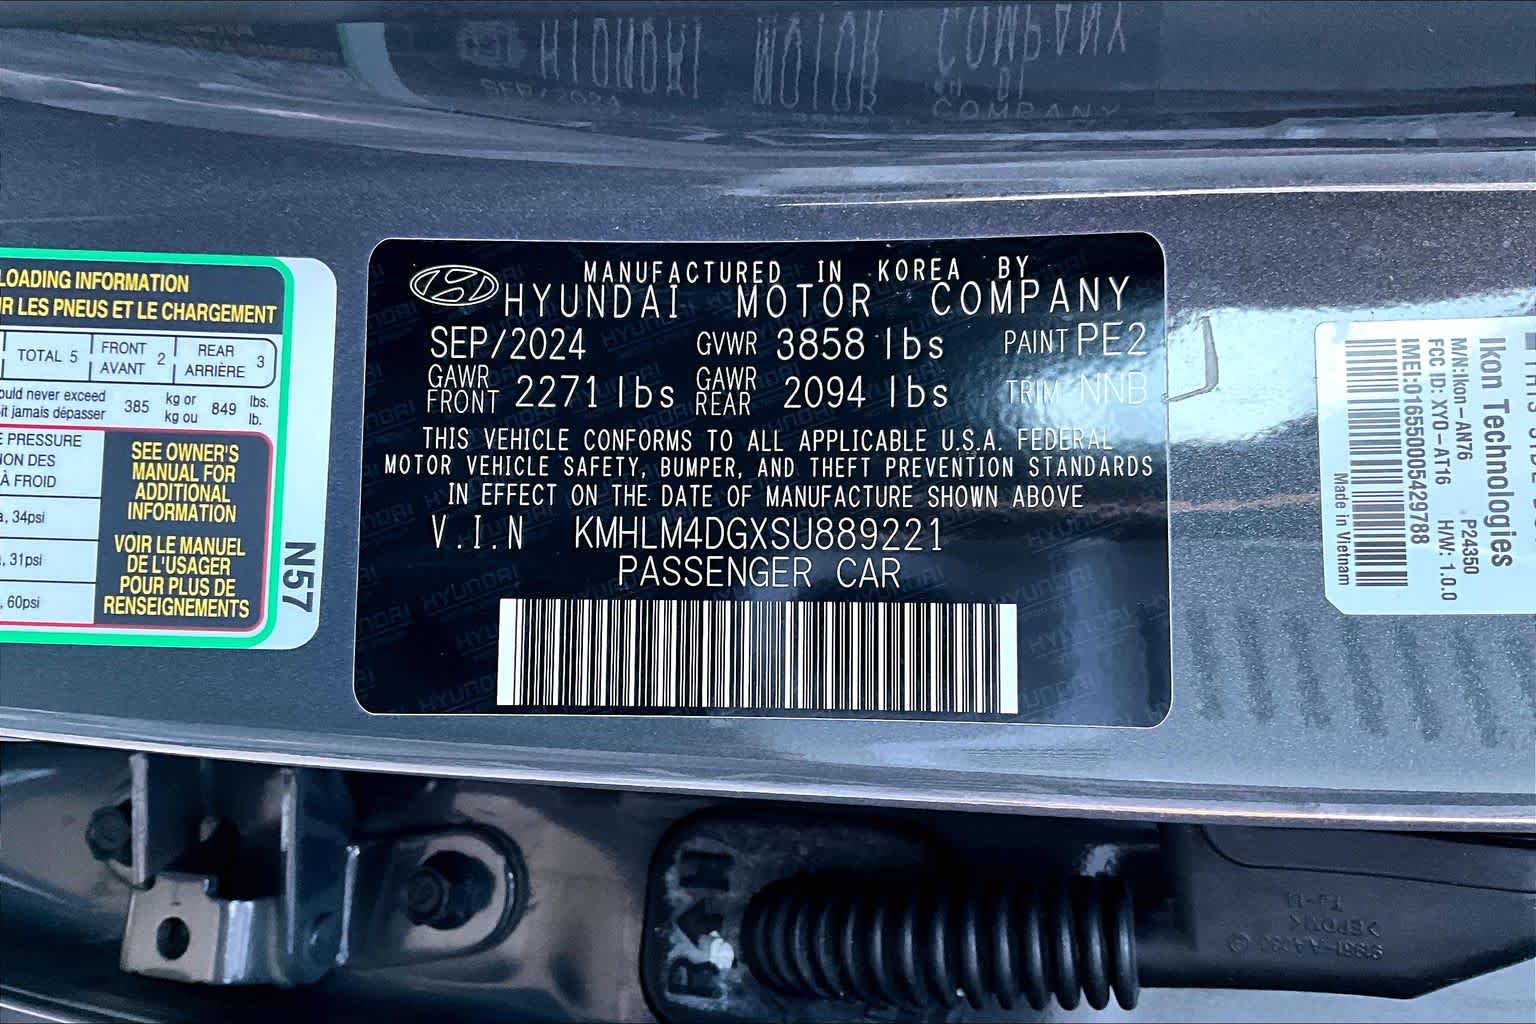 LOADING INFORMATION
R LES PNEUS ET LE CHARGEMENT
TOTAL 5
FRONT
AVANT 2
REAR
ARRIÈRE 3
never exceed
jamais dépasser
385
kg or
kg ou
849
lbs.
lb.
PRESSURE
À FROID
34psi
31psi
60psi
SEE OWNER'S
MANUAL FOR
ADDITIONAL
INFORMATION
VOIR LE MANUEL
DE L'USAGER
POUR PLUS DE
RENSEIGNEMENTS
N57
MANUFACTURED IN KOREA BY
HYUNDAI MOTOR COMPANY
SEP/2024 GVWR 3858 lbs PAINT PE2
GAWR FRONT 2271 lbs GAWR REAR 2094 lbs TRIM NNB
THIS VEHICLE CONFORMS TO ALL APPLICABLE U.S.A. FEDERAL
MOTOR VEHICLE SAFETY, BUMPER, AND THEFT PREVENTION STANDARDS
IN EFFECT ON THE DATE OF MANUFACTURE SHOWN ABOVE
V.I.N KMHLM4DGXSU889221
PASSENGER CAR
Ikon Technologies
M/N: Ikon-AN76 P24350
FCC ID: XYO-AT16 H/W: 1.0.0
IMEI:016550005429788
Made in Vietnam